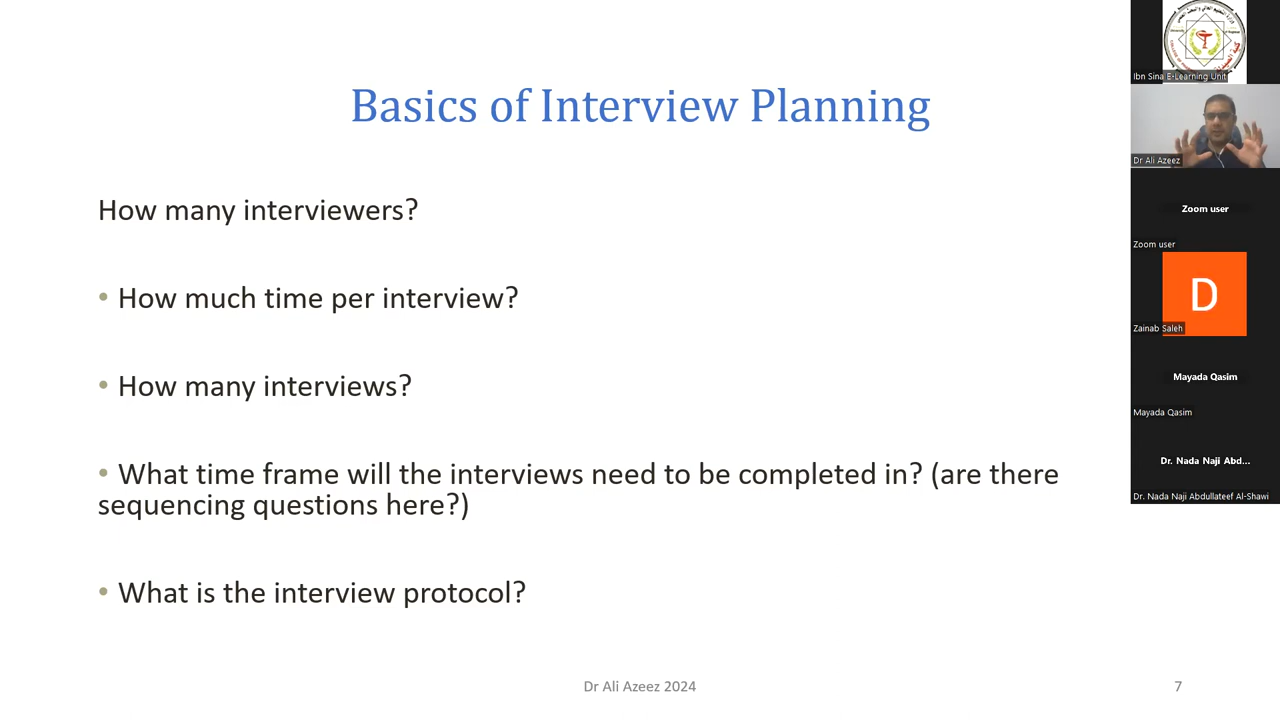 Basics of Interview Planning
How many interviewers?
• How much time per interview?
• How many interviews?
• What time frame will the interviews need to be completed in? (are there
sequencing questions here?)
• What is the interview protocol?
Dr Ali Azeez 2024
7
Ibn Sina E-Learning Unit
Dr Ali Azeez
Zoom user
Zoom user
D
Zainab Saleh
Mayada Qasim
Mayada Qasim
Dr. Nada Naji Abd...
Dr. Nada Naji Abdullateef Al-Shawi